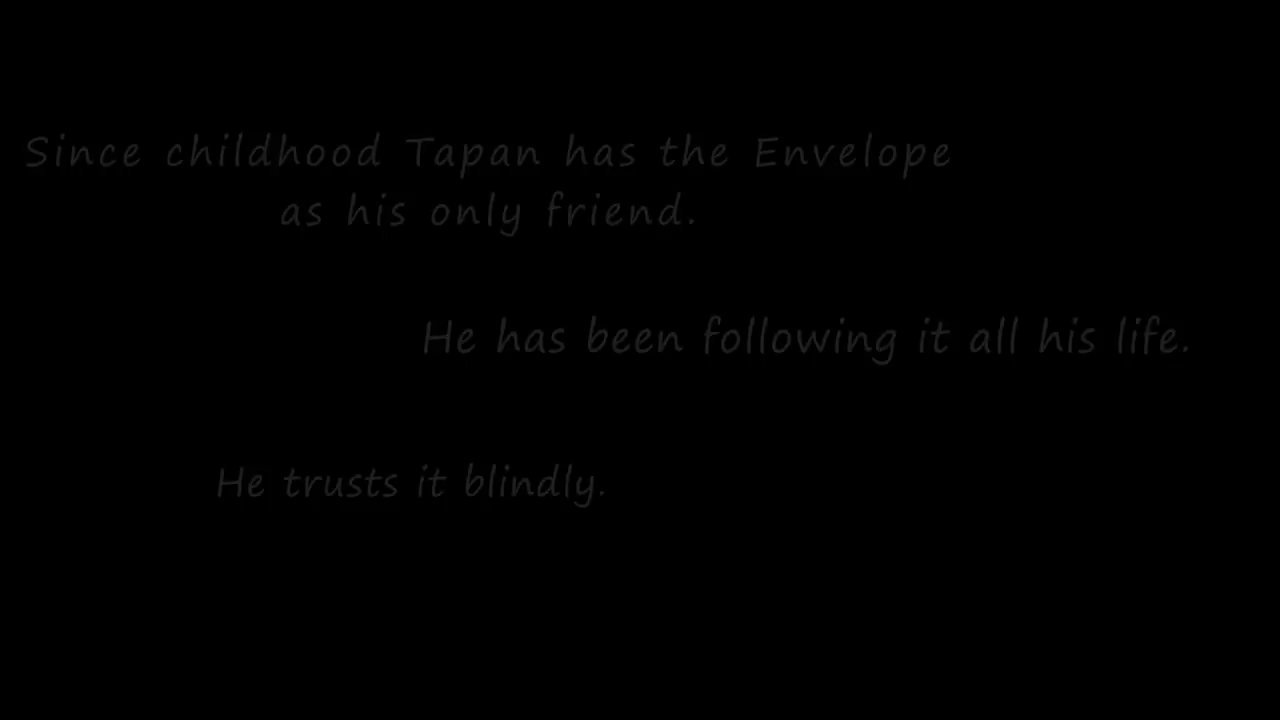 Since childhood Tapan has the Envelope
as his only friend.
He has been following it all his life.
He trusts it blindly.